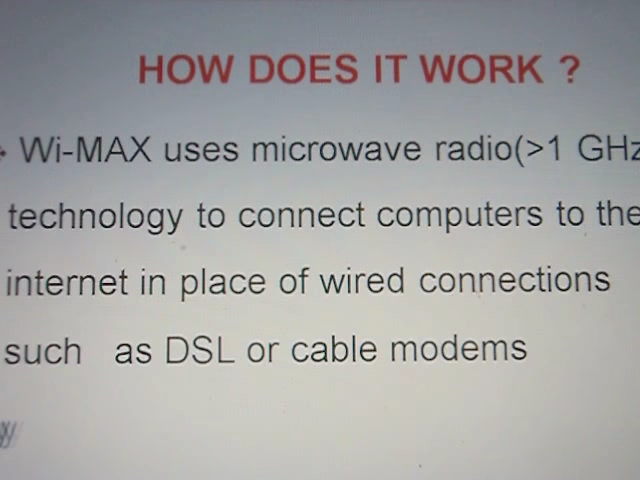 HOW DOES IT WORK ?
Wi-MAX uses microwave radio(>1 GHz
technology to connect computers to the
internet in place of wired connections
such as DSL or cable modems